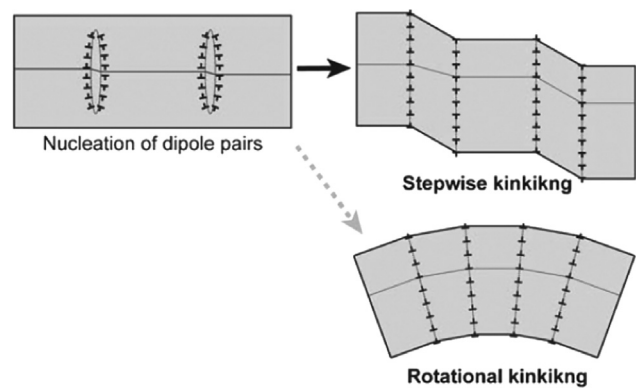 Nucleation of dipole pairs
Stepwise kinkikng
Rotational kinkikng